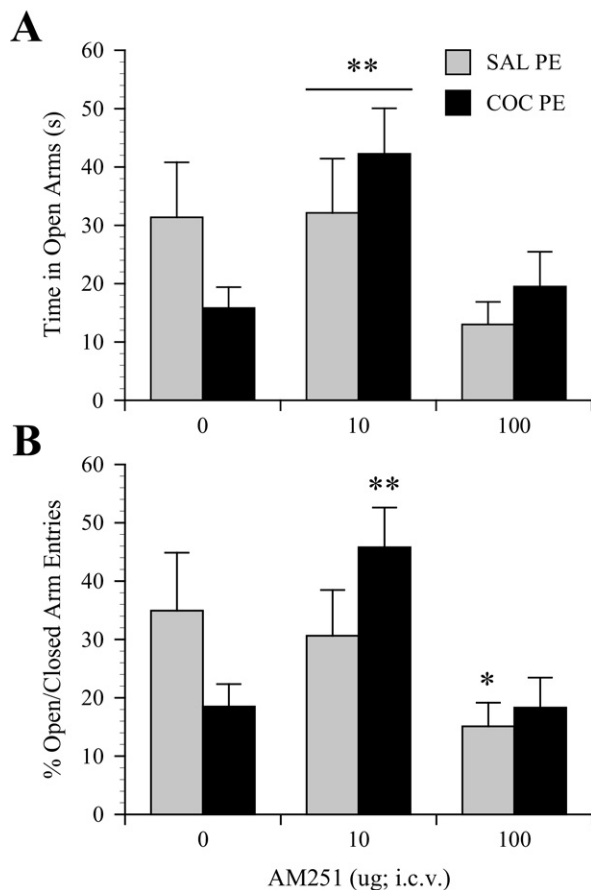 A
**
SAL PE
COC PE
Time in Open Arms (s)
60
50
40
30
20
10
0
0 10 100
B
**
*
% Open/Closed Arm Entries
60
50
40
30
20
10
0
0 10 100
AM251 (ug; i.c.v.)